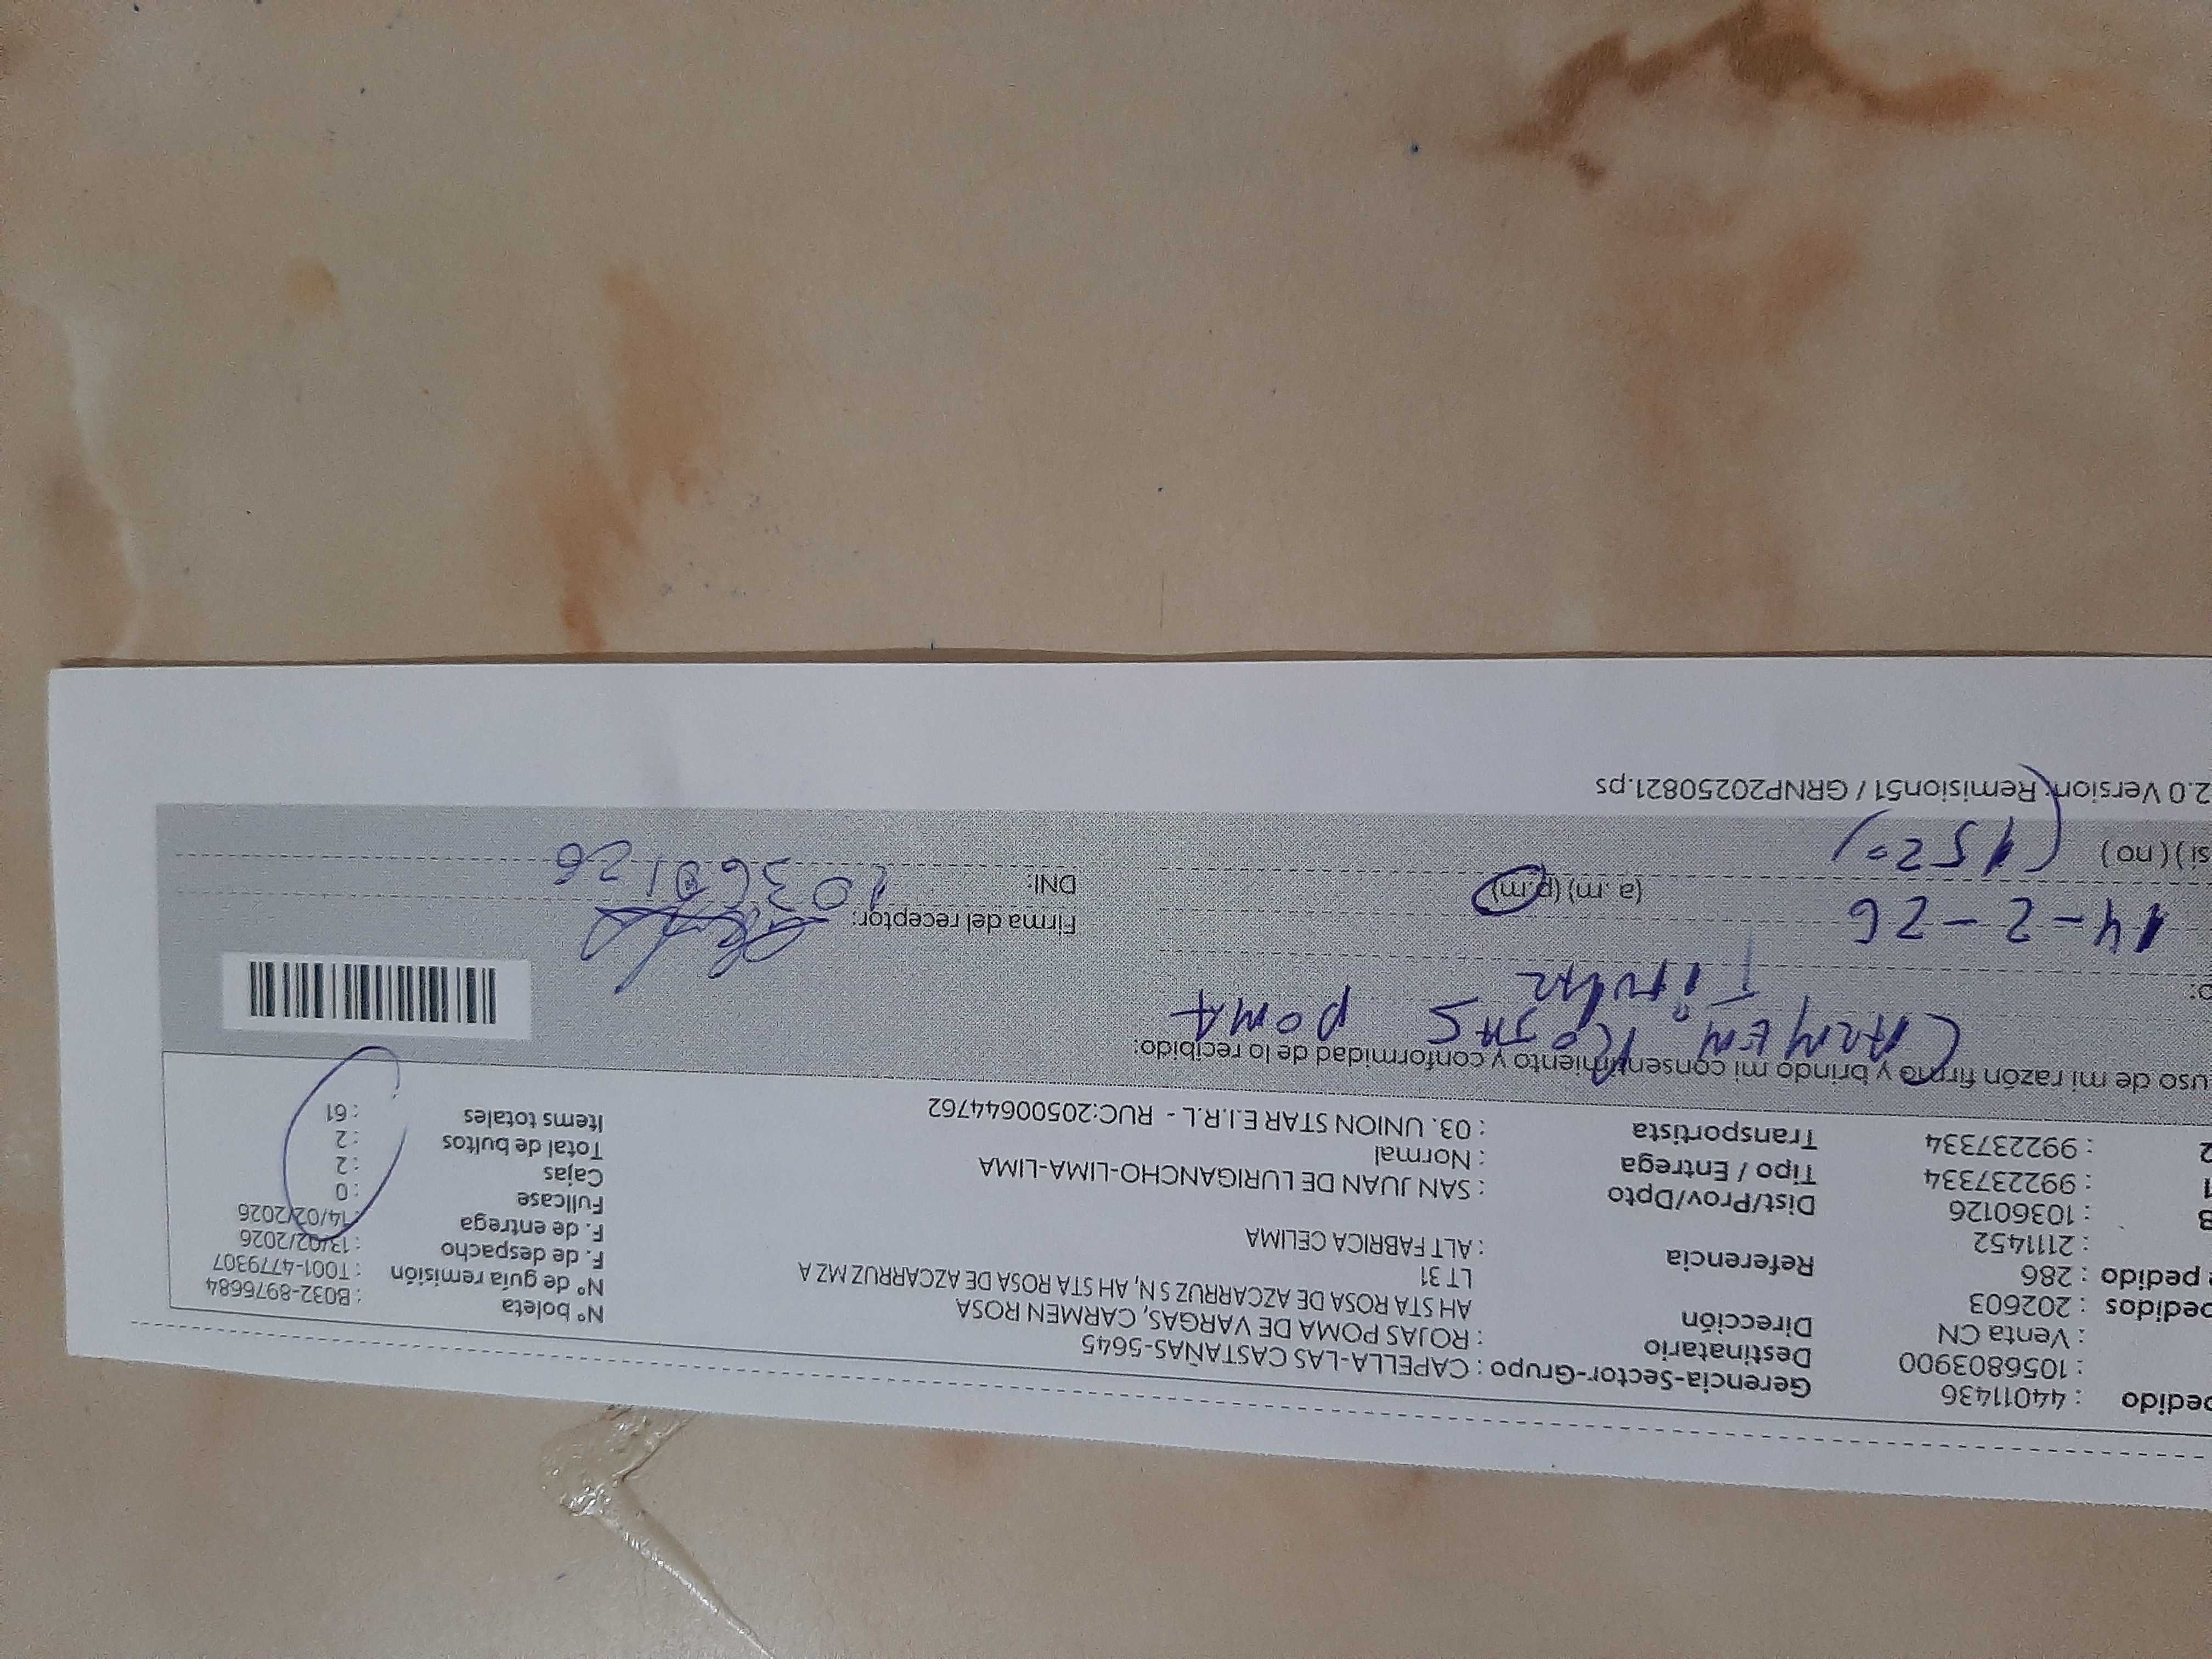 pedido : 44011436
: 1056803900
: Venta CN
pedidos : 202603
pedido : 286
: 2111452
: 10360126
1 : 992237334
2 : 992237334
Gerencia-Sector-Grupo : CAPELLA-LAS CASTAÑAS-5645
Destinatario : ROJAS POMA DE VARGAS, CARMEN ROSA
Dirección AH STA ROSA DE AZCARRUZ S N, AH STA ROSA DE AZCARRUZ MZ A
LT 31
Referencia : ALT FABRICA CELIMA
Dist/Prov/Dpto : SAN JUAN DE LURIGANCHO-LIMA-LIMA
Tipo / Entrega : Normal
Transportista : 03. UNION STAR E.I.R.L - RUC:20500644762
N° boleta : B032-8976684
N° de guía remisión : T001-4779307
F. de despacho : 13/02/2026
F. de entrega : 14/02/2026
Fullcase : 0
Cajas : 2
Total de bultos : 2
Items totales : 61
uso de mi razón firmo y brindo mi consentimiento y conformidad de lo recibido:
CARMEN ROJAS POMA
Titular
14-2-26
(a. m) (p.m)
Firma del receptor:
DNI: 10360126
si ) ( no ) (1520)
2.0 Version: Remision51 / GRNP20250821.ps